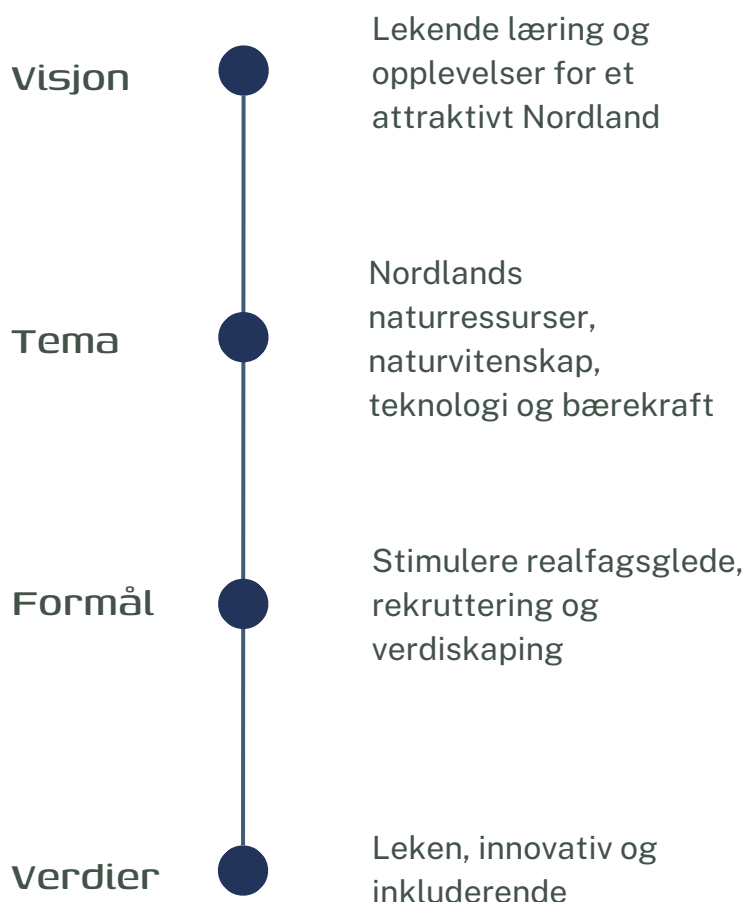 Visjon
Lekende læring og
opplevelser for et
attraktivt Nordland
Tema
Nordlands
naturressurser,
naturvitenskap,
teknologi og bærekraft
Formål
Stimulere realfagsglede,
rekruttering og
verdiskaping
Verdier
Leken, innovativ og
inkluderende